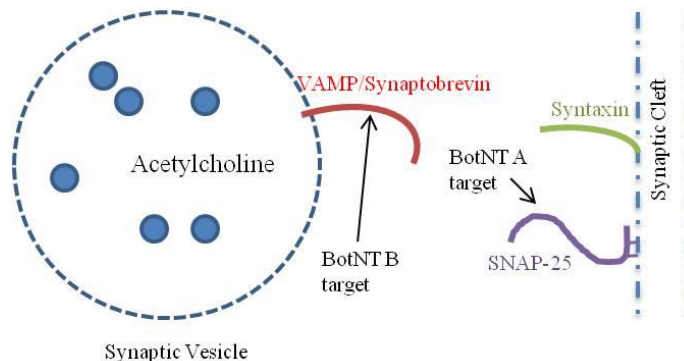 VAMP/Synaptobrevin
Syntaxin
Synaptic Cleft
Acetylcholine
BotNT A
target
BotNT B
target
SNAP-25
Synaptic Vesicle